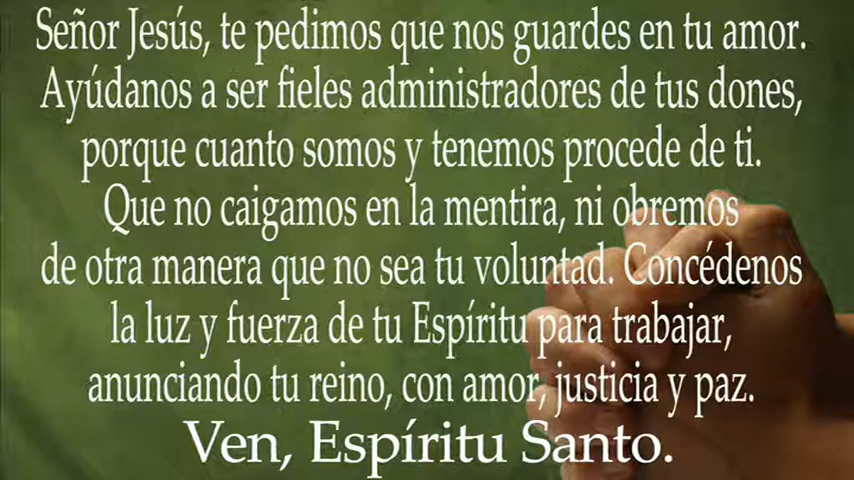 Señor Jesús, te pedimos que nos guardes en tu amor.
Ayúdanos a ser fieles administradores de tus dones,
porque cuanto somos y tenemos procede de ti.
Que no caigamos en la mentira, ni obremos
de otra manera que no sea tu voluntad. Concédenos
la luz y fuerza de tu Espíritu para trabajar,
anunciando tu reino, con amor, justicia y paz.
Ven, Espíritu Santo.